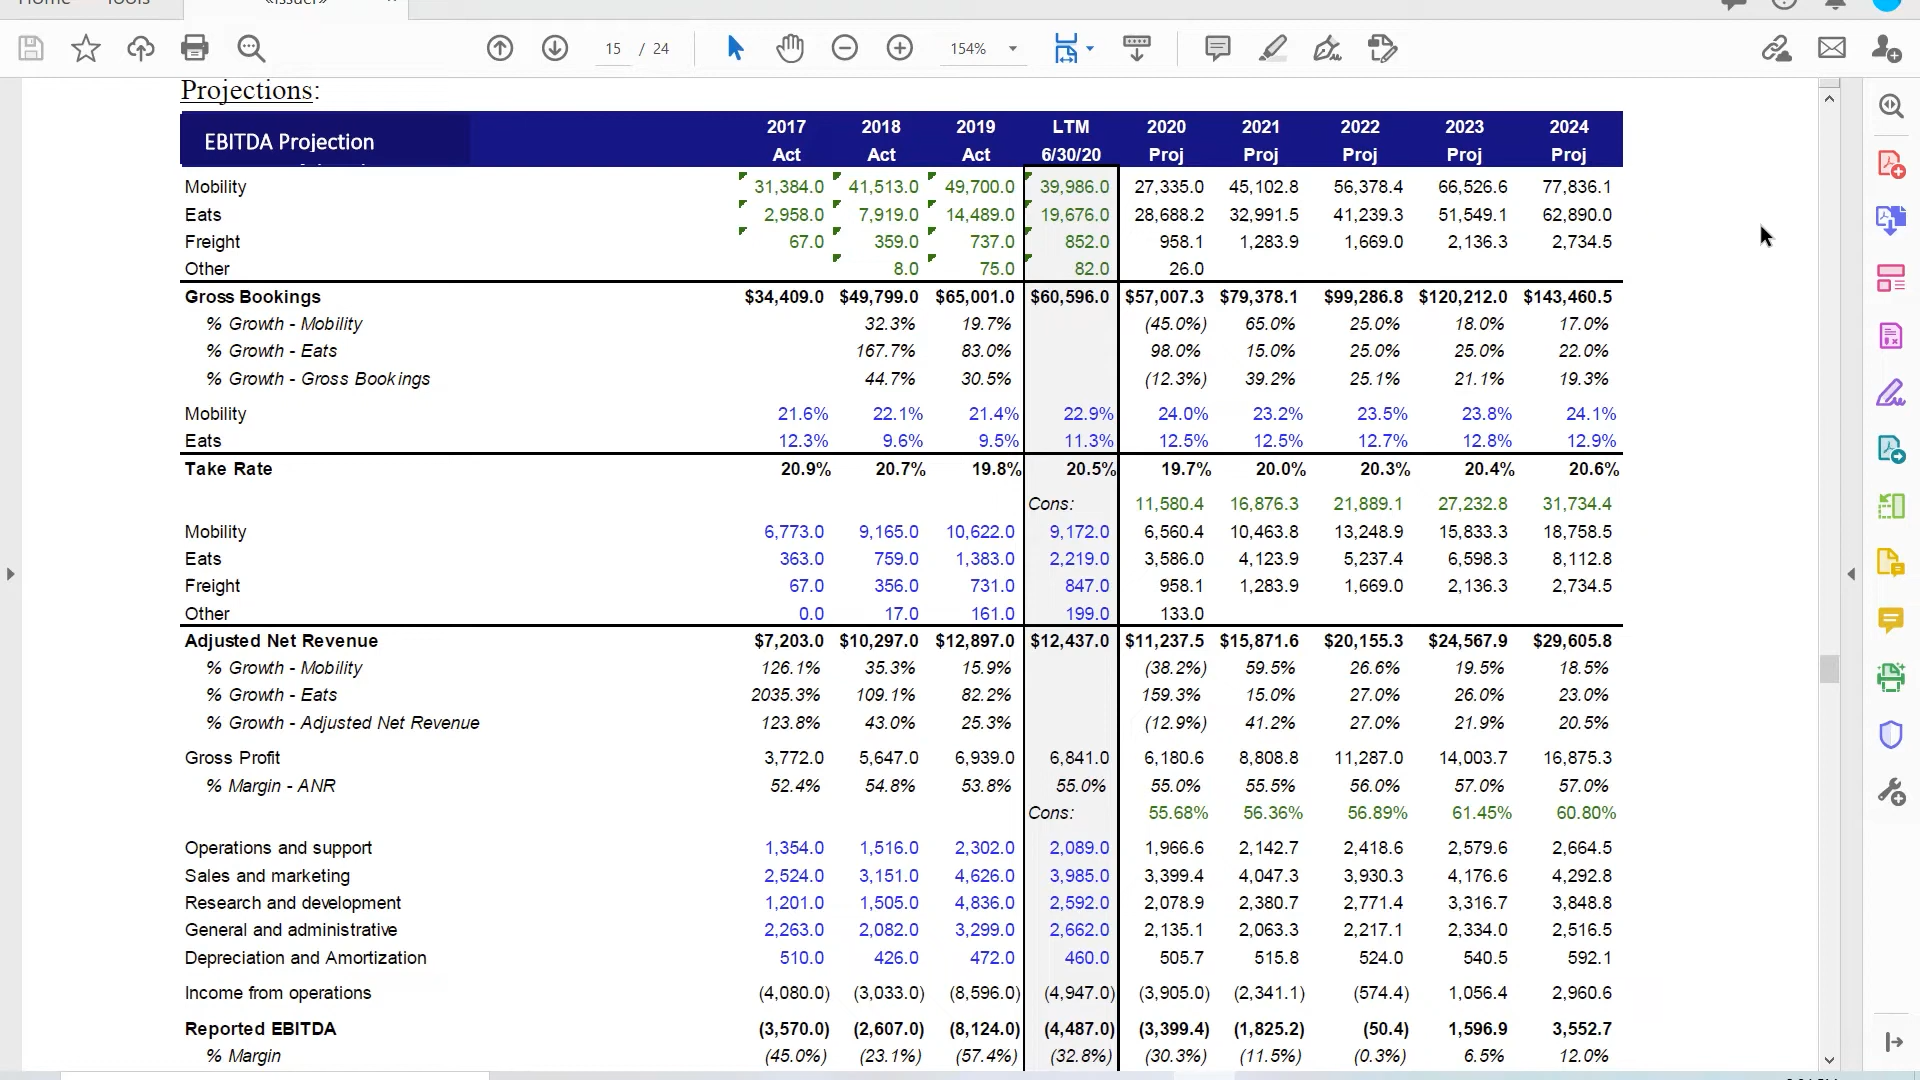 15 / 24 154%
Projections:
EBITDA Projection 2017 2018 2019 LTM 2020 2021 2022 2023 2024
Act Act Act 6/30/20 Proj Proj Proj Proj Proj
Mobility 31,384.0 41,513.0 49,700.0 39,986.0 27,335.0 45,102.8 56,378.4 66,526.6 77,836.1
Eats 2,958.0 7,919.0 14,489.0 19,676.0 28,688.2 32,991.5 41,239.3 51,549.1 62,890.0
Freight 67.0 359.0 737.0 852.0 958.1 1,283.9 1,669.0 2,136.3 2,734.5
Other 8.0 75.0 82.0 26.0
Gross Bookings $34,409.0 $49,799.0 $65,001.0 $60,596.0 $57,007.3 $79,378.1 $99,286.8 $120,212.0 $143,460.5
% Growth - Mobility 32.3% 19.7% (45.0%) 65.0% 25.0% 18.0% 17.0%
% Growth - Eats 167.7% 83.0% 98.0% 15.0% 25.0% 25.0% 22.0%
% Growth - Gross Bookings 44.7% 30.5% (12.3%) 39.2% 25.1% 21.1% 19.3%
Mobility 21.6% 22.1% 21.4% 22.9% 24.0% 23.2% 23.5% 23.8% 24.1%
Eats 12.3% 9.6% 9.5% 11.3% 12.5% 12.5% 12.7% 12.8% 12.9%
Take Rate 20.9% 20.7% 19.8% 20.5% 19.7% 20.0% 20.3% 20.4% 20.6%
Cons: 11,580.4 16,876.3 21,889.1 27,232.8 31,734.4
Mobility 6,773.0 9,165.0 10,622.0 9,172.0 6,560.4 10,463.8 13,248.9 15,833.3 18,758.5
Eats 363.0 759.0 1,383.0 2,219.0 3,586.0 4,123.9 5,237.4 6,598.3 8,112.8
Freight 67.0 356.0 731.0 847.0 958.1 1,283.9 1,669.0 2,136.3 2,734.5
Other 0.0 17.0 161.0 199.0 133.0
Adjusted Net Revenue $7,203.0 $10,297.0 $12,897.0 $12,437.0 $11,237.5 $15,871.6 $20,155.3 $24,567.9 $29,605.8
% Growth - Mobility 126.1% 35.3% 15.9% (38.2%) 59.5% 26.6% 19.5% 18.5%
% Growth - Eats 2035.3% 109.1% 82.2% 159.3% 15.0% 27.0% 26.0% 23.0%
% Growth - Adjusted Net Revenue 123.8% 43.0% 25.3% (12.9%) 41.2% 27.0% 21.9% 20.5%
Gross Profit 3,772.0 5,647.0 6,939.0 6,841.0 6,180.6 8,808.8 11,287.0 14,003.7 16,875.3
% Margin - ANR 52.4% 54.8% 53.8% 55.0% 55.0% 55.5% 56.0% 57.0% 57.0%
Cons: 55.68% 56.36% 56.89% 61.45% 60.80%
Operations and support 1,354.0 1,516.0 2,302.0 2,089.0 1,966.6 2,142.7 2,418.6 2,579.6 2,664.5
Sales and marketing 2,524.0 3,151.0 4,626.0 3,985.0 3,399.4 4,047.3 3,930.3 4,176.6 4,292.8
Research and development 1,201.0 1,505.0 4,836.0 2,592.0 2,078.9 2,380.7 2,771.4 3,316.7 3,848.8
General and administrative 2,263.0 2,082.0 3,299.0 2,662.0 2,135.1 2,063.3 2,217.1 2,334.0 2,516.5
Depreciation and Amortization 510.0 426.0 472.0 460.0 505.7 515.8 524.0 540.5 592.1
Income from operations (4,080.0) (3,033.0) (8,596.0) (4,947.0) (3,905.0) (2,341.1) (574.4) 1,056.4 2,960.6
Reported EBITDA (3,570.0) (2,607.0) (8,124.0) (4,487.0) (3,399.4) (1,825.2) (50.4) 1,596.9 3,552.7
% Margin (45.0%) (23.1%) (57.4%) (32.8%) (30.3%) (11.5%) (0.3%) 6.5% 12.0%